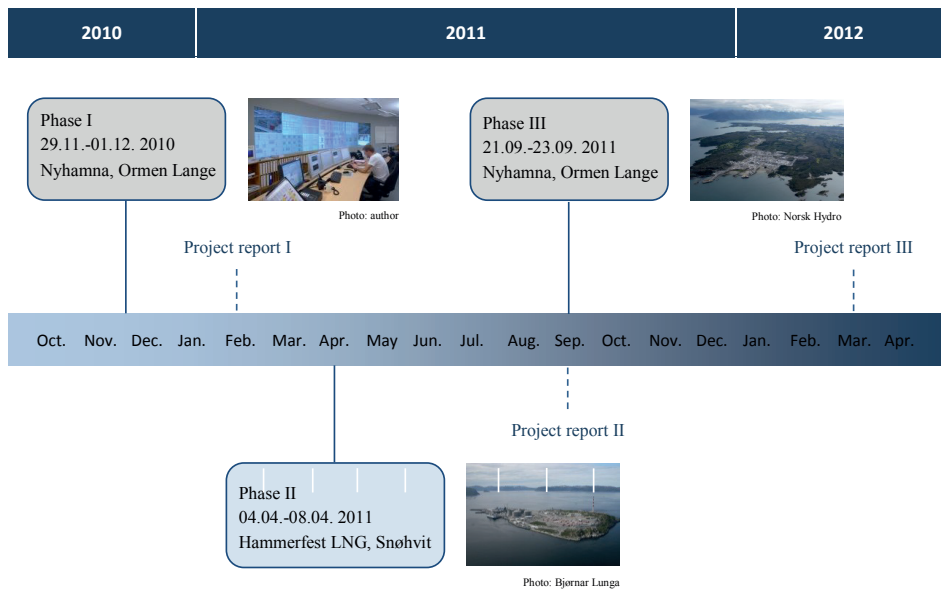 2010 2011 2012
Phase I
29.11.-01.12. 2010
Nyhamna, Ormen Lange
Photo: author
Phase III
21.09.-23.09. 2011
Nyhamna, Ormen Lange
Photo: Norsk Hydro
Project report I
Project report III
Oct. Nov. Dec. Jan. Feb. Mar. Apr. May Jun. Jul. Aug. Sep. Oct. Nov. Dec. Jan. Feb. Mar. Apr.
Project report II
Phase II
04.04.-08.04. 2011
Hammerfest LNG, Snøhvit
Photo: Bjørnar Lunga